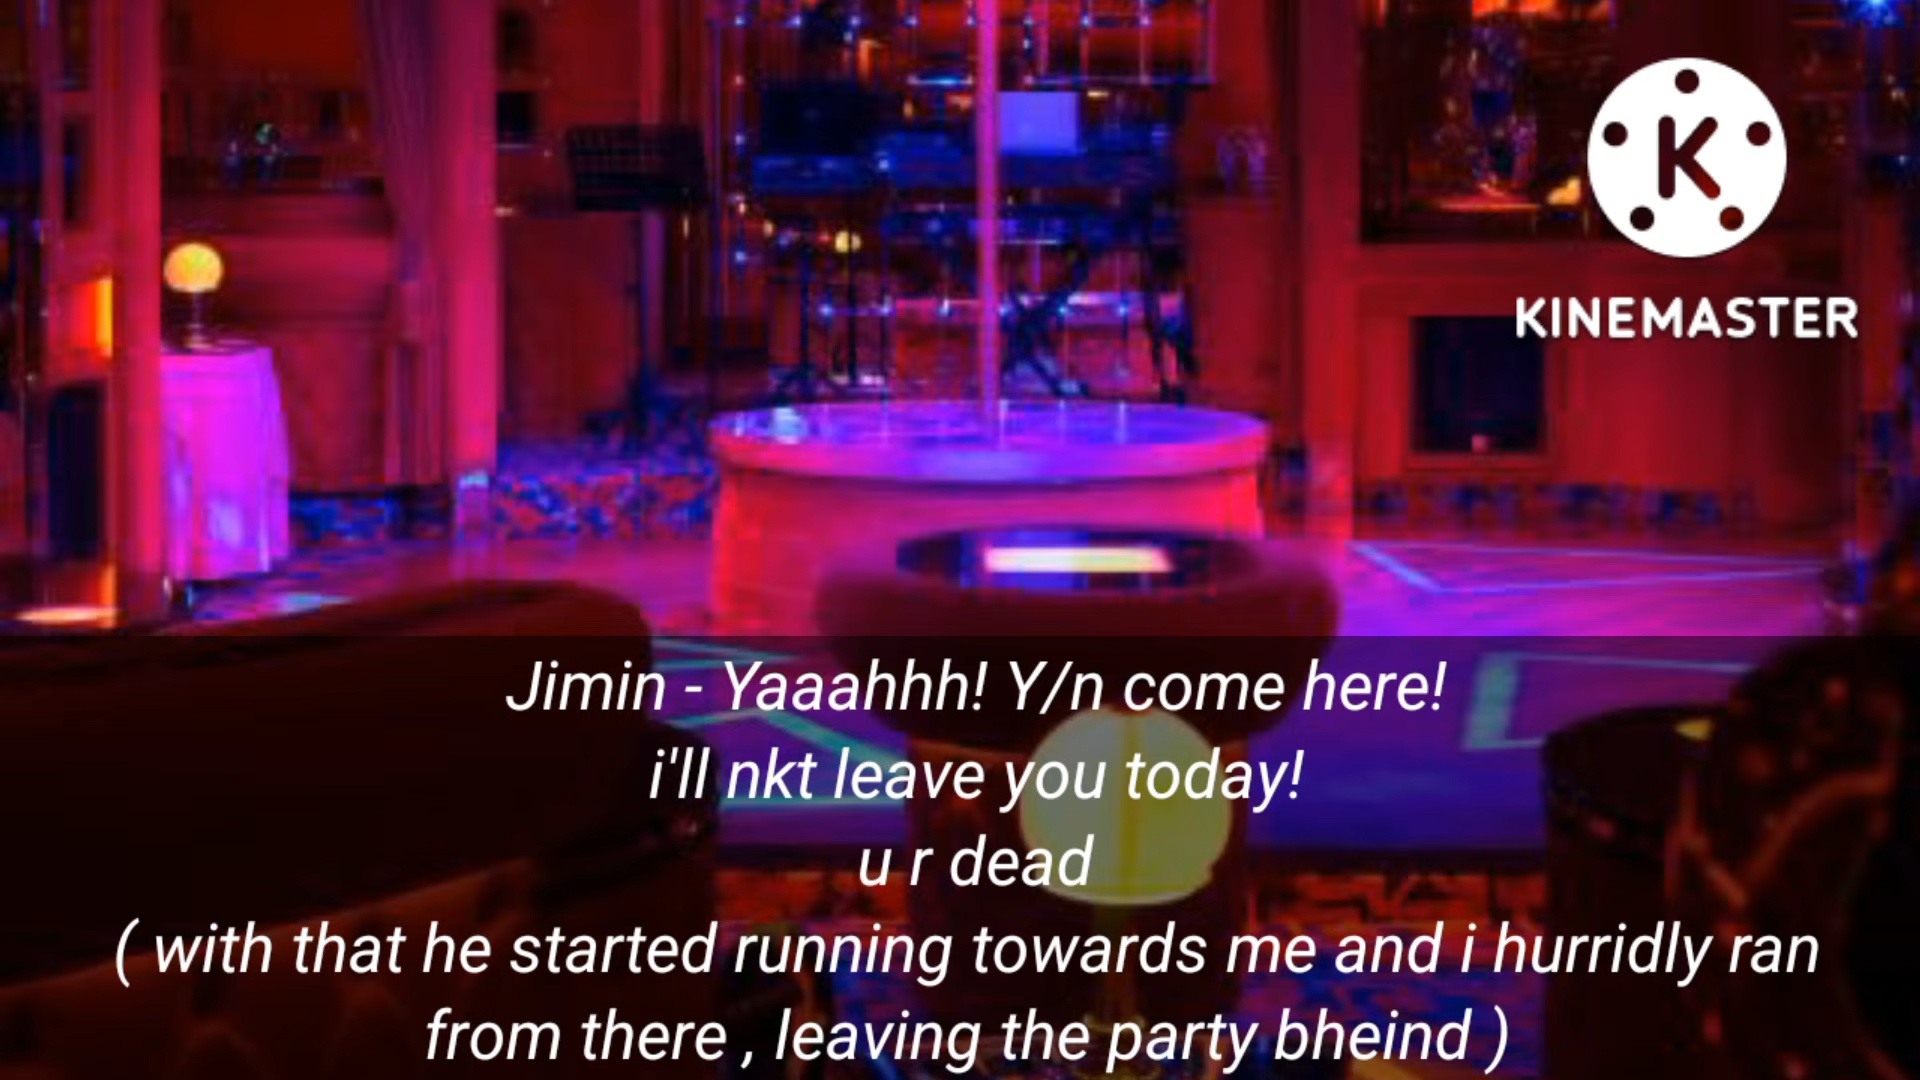 K
KINEMASTER
Jimin - Yaaahhh! Y/n come here!
i'll nkt leave you today!
u r dead
( with that he started running towards me and i hurridly ran
from there , leaving the party bheind )